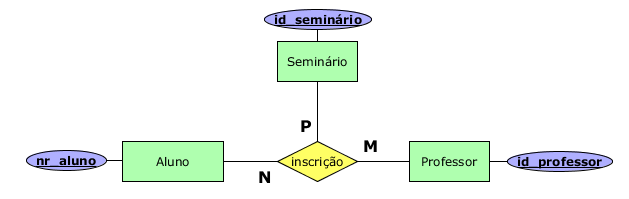 id_seminário
Seminário
P
M
nr_aluno
Aluno
inscrição
Professor
id_professor
N